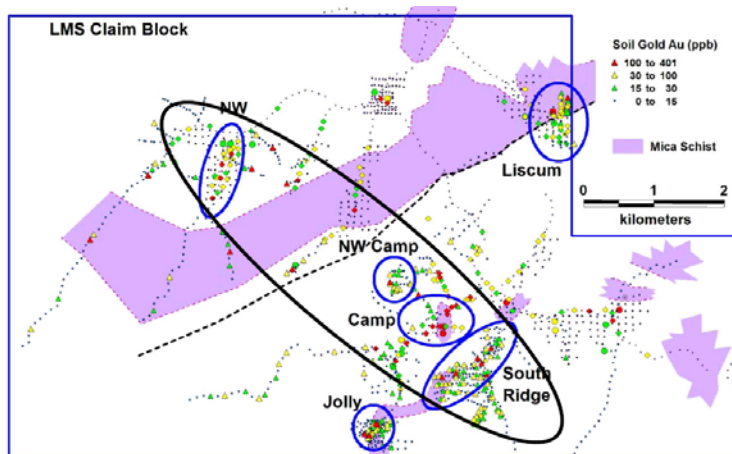 LMS Claim Block
Soil Gold Au (ppb)
100 to 401
30 to 100
15 to 30
0 to 15
Mica Schist
0 1 2
kilometers
NW
Liscum
NW Camp
Camp
South
Ridge
Jolly